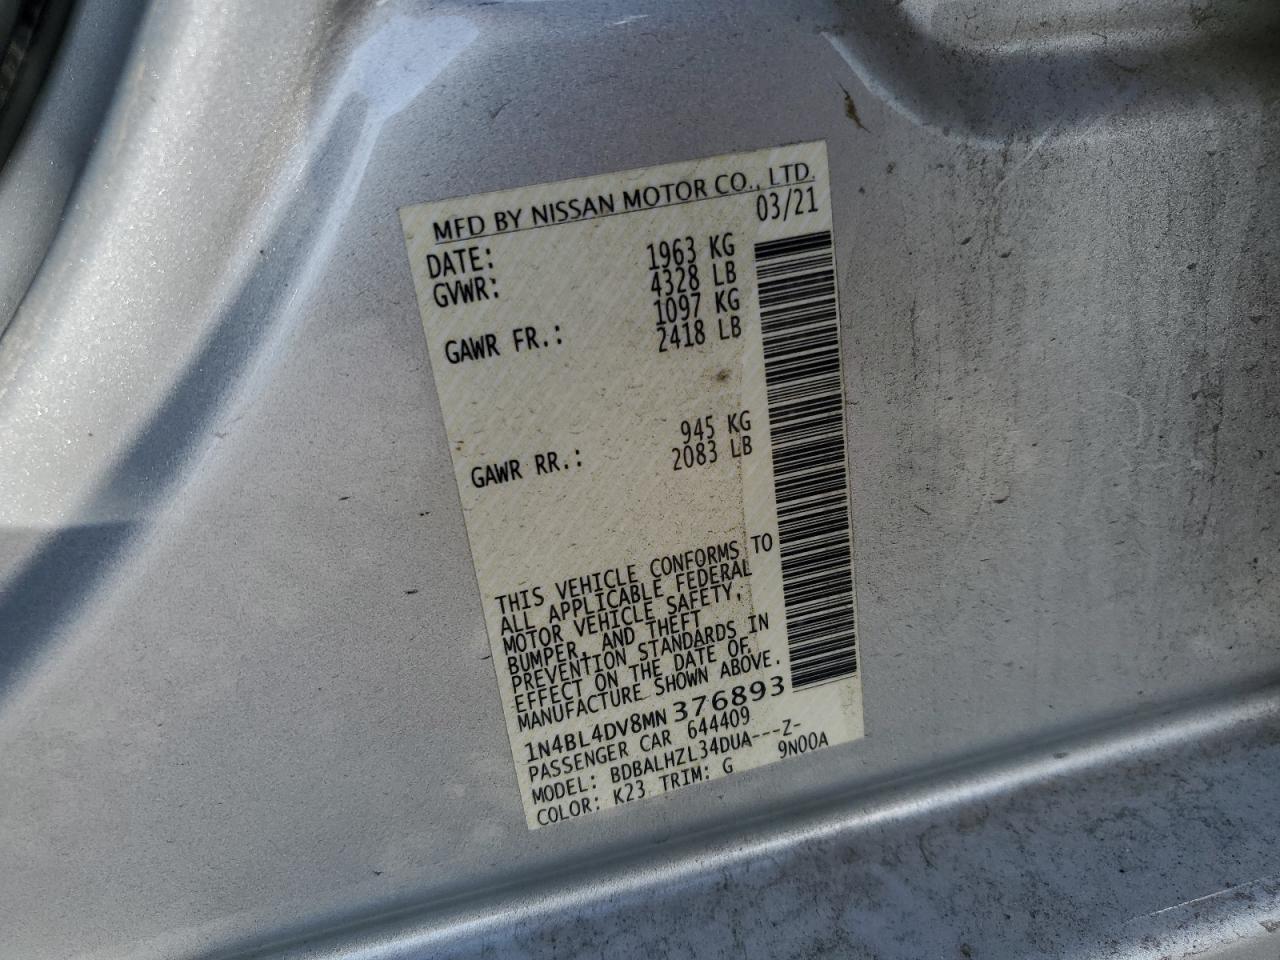 MFD BY NISSAN MOTOR CO., LTD.
DATE: 03/21
GVWR: 1963 KG
4328 LB
GAWR FR.: 1097 KG
2418 LB
GAWR RR.: 945 KG
2083 LB
THIS VEHICLE CONFORMS TO
ALL APPLICABLE FEDERAL
MOTOR VEHICLE SAFETY,
BUMPER, AND THEFT
PREVENTION STANDARDS IN
EFFECT ON THE DATE OF
MANUFACTURE SHOWN ABOVE.
1N4BL4DV8MN376893
PASSENGER CAR 644409
MODEL: BDBALHZL34DUA---Z-
COLOR: K23 TRIM: G 9N00A